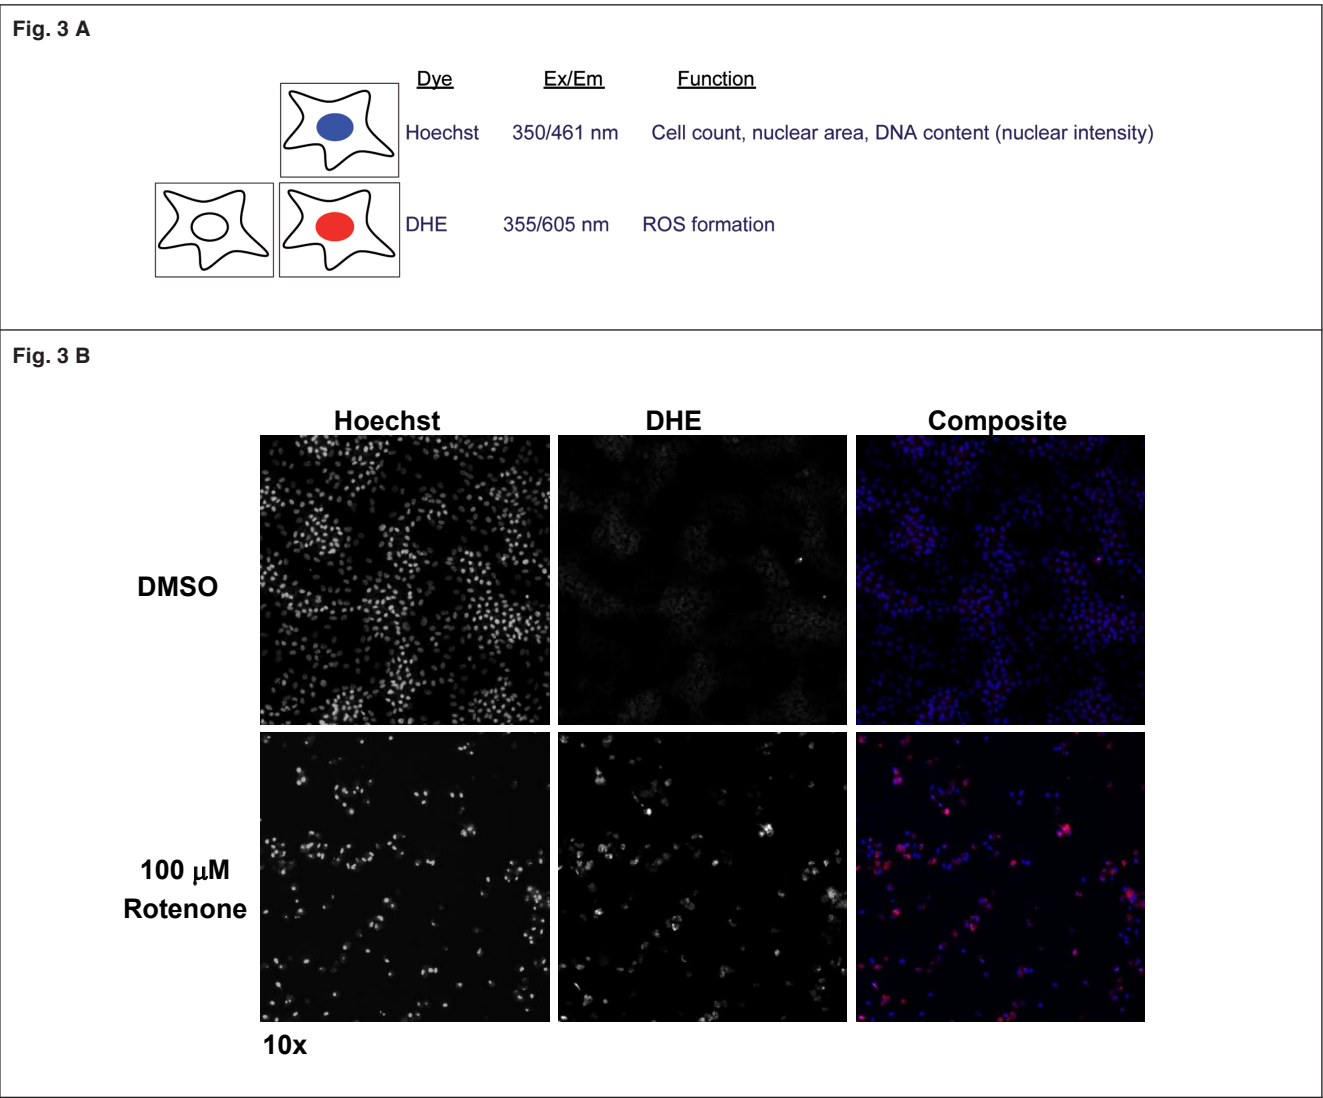 Fig. 3 A
Dye Ex/Em Function
Hoechst 350/461 nm Cell count, nuclear area, DNA content (nuclear intensity)
DHE 355/605 nm ROS formation
Fig. 3 B
Hoechst DHE Composite
DMSO
100 μM
Rotenone
10x